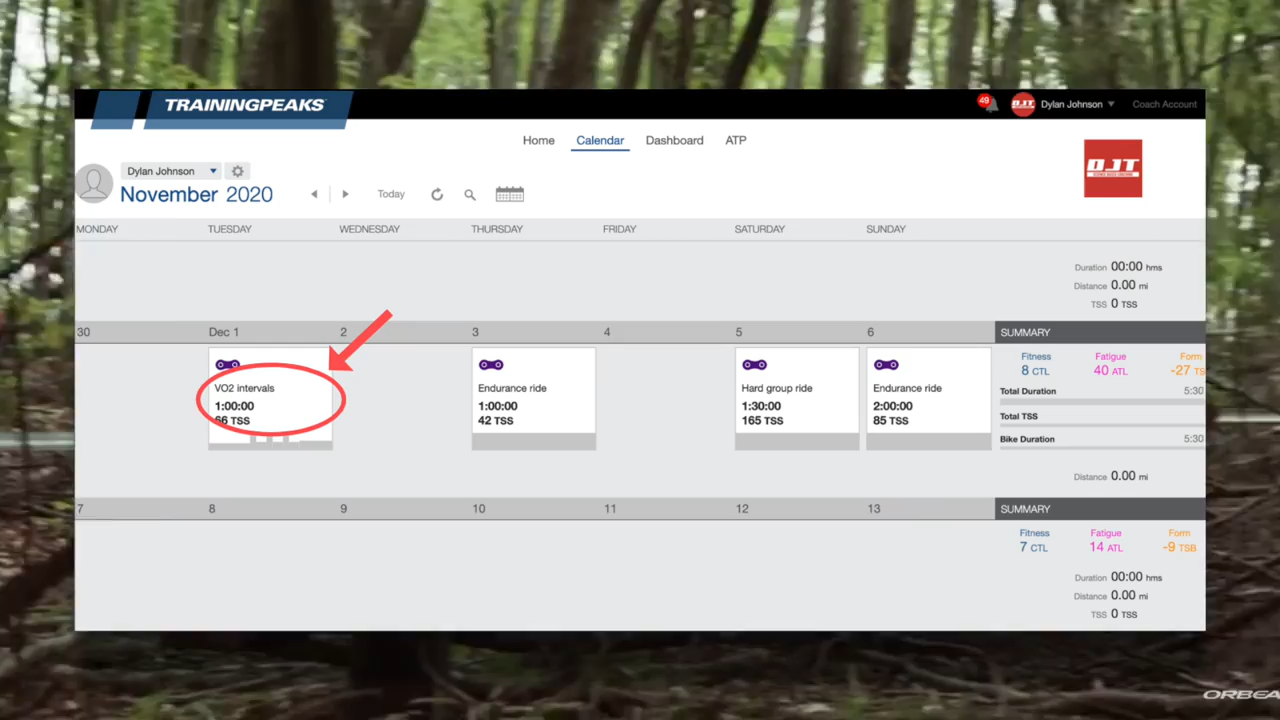 TRAININGPEAKS
49
DJT
Dylan Johnson
Coach Account
Home
Calendar
Dashboard
ATP
Dylan Johnson
November 2020
Today
DJT
MONDAY
TUESDAY
WEDNESDAY
THURSDAY
FRIDAY
SATURDAY
SUNDAY
Duration 00:00 hms
Distance 0.00 mi
TSS 0 TSS
30
Dec 1
2
3
4
5
6
SUMMARY
VO2 intervals
1:00:00
66 TSS
Endurance ride
1:00:00
42 TSS
Hard group ride
1:30:00
165 TSS
Endurance ride
2:00:00
85 TSS
Fitness
8 CTL
Fatigue
40 ATL
Form
-27 TS
Total Duration 5:30
Total TSS
Bike Duration 5:30
Distance 0.00 mi
7
8
9
10
11
12
13
SUMMARY
Fitness
7 CTL
Fatigue
14 ATL
Form
-9 TSB
Duration 00:00 hms
Distance 0.00 mi
TSS 0 TSS
ORBEA